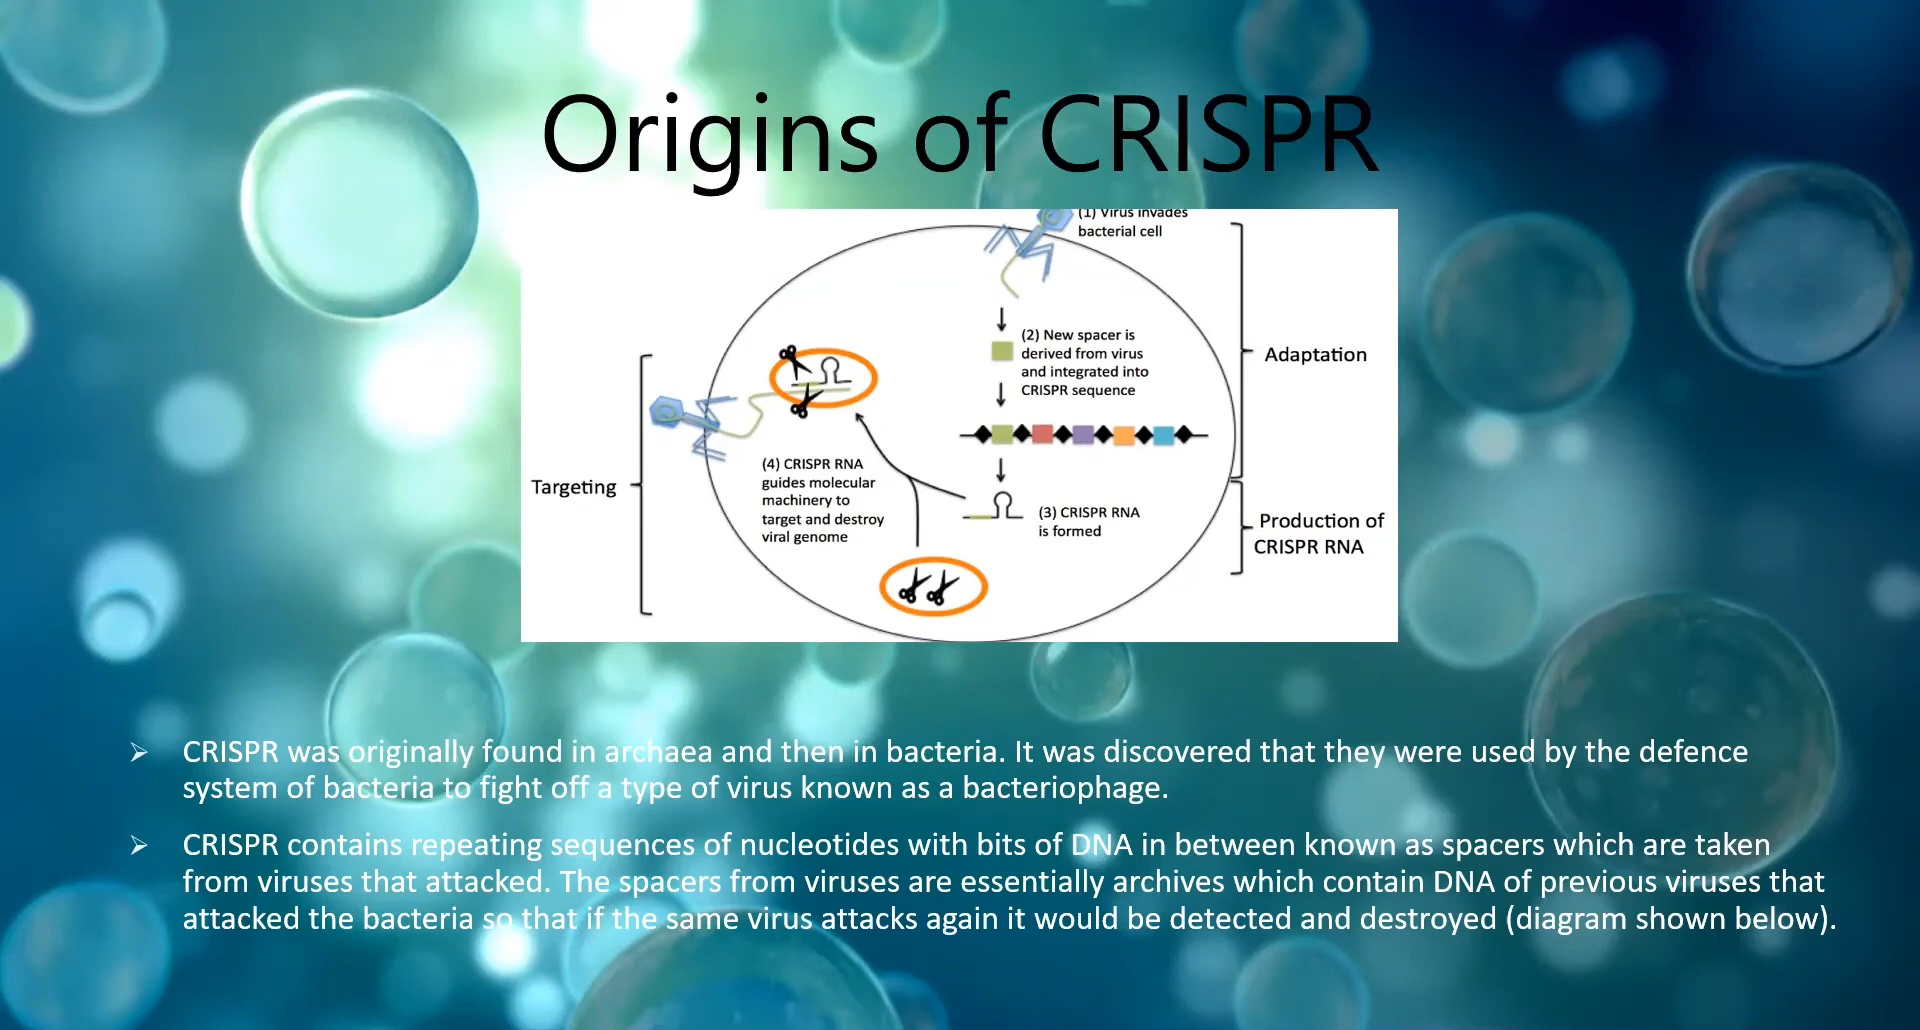 Origins of CRISPR
(1) Virus invades
bacterial cell
(2) New spacer is
derived from virus
and integrated into
CRISPR sequence
Adaptation
(4) CRISPR RNA
guides molecular
machinery to
target and destroy
viral genome
Targeting
(3) CRISPR RNA
is formed
Production of
CRISPR RNA
➢ CRISPR was originally found in archaea and then in bacteria. It was discovered that they were used by the defence
system of bacteria to fight off a type of virus known as a bacteriophage.
➢ CRISPR contains repeating sequences of nucleotides with bits of DNA in between known as spacers which are taken
from viruses that attacked. The spacers from viruses are essentially archives which contain DNA of previous viruses that
attacked the bacteria so that if the same virus attacks again it would be detected and destroyed (diagram shown below).